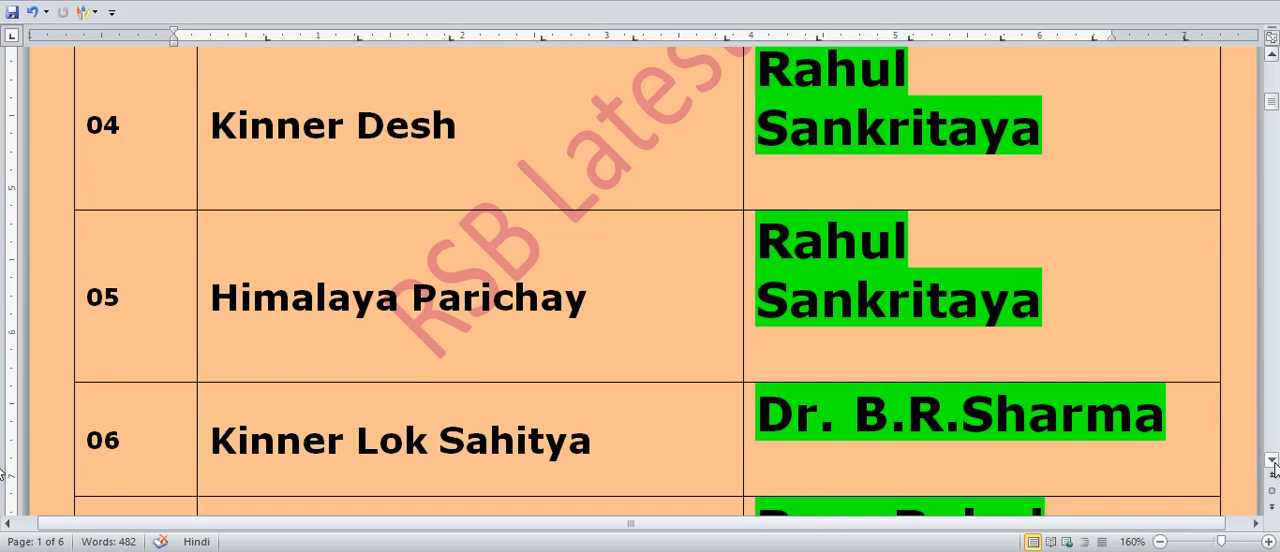 04
Kinner Desh
Rahul
Sankritaya
05
Himalaya Parichay
Rahul
Sankritaya
06
Kinner Lok Sahitya
Dr. B.R.Sharma
RSB Lates
Page: 1 of 6
Words: 482
Hindi
160%